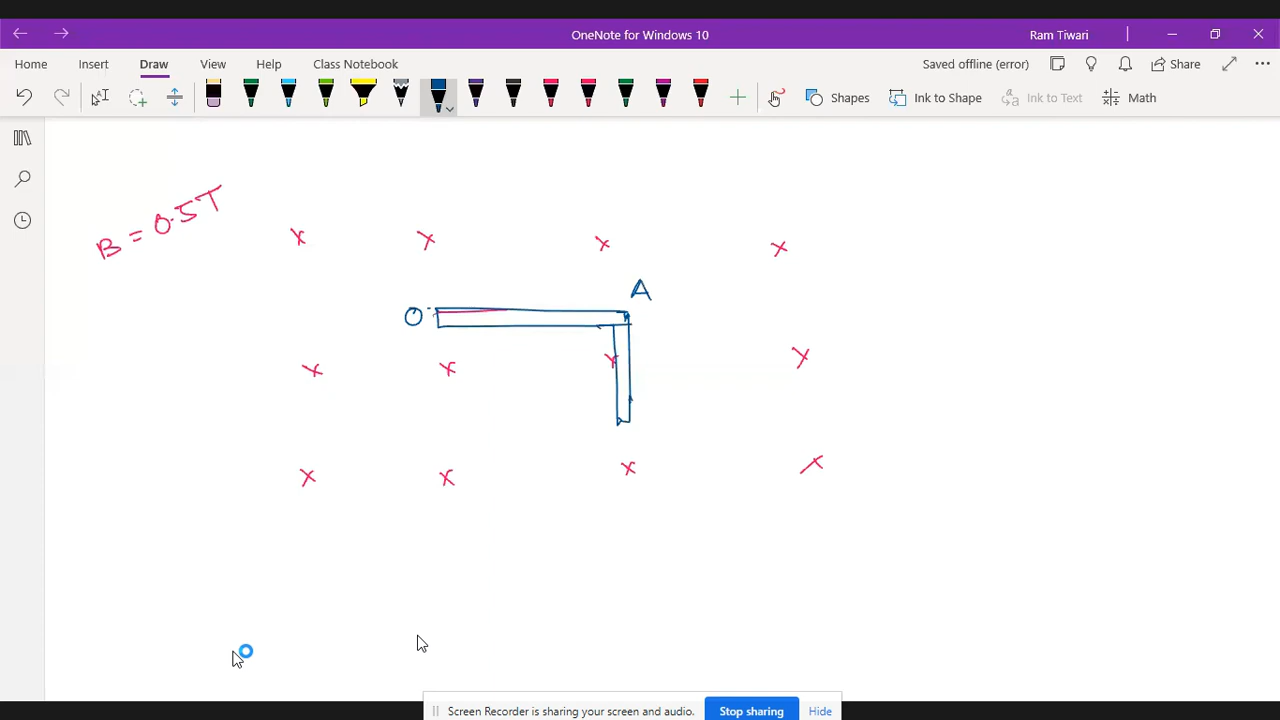 OneNote for Windows 10
Ram Tiwari
Home Insert Draw View Help Class Notebook
Saved offline (error)
Share
Shapes
Ink to Shape
Ink to Text
Math
B = 0.5T
x x x x
A
O
x x x x
x x x x
Screen Recorder is sharing your screen and audio.
Stop sharing
Hide